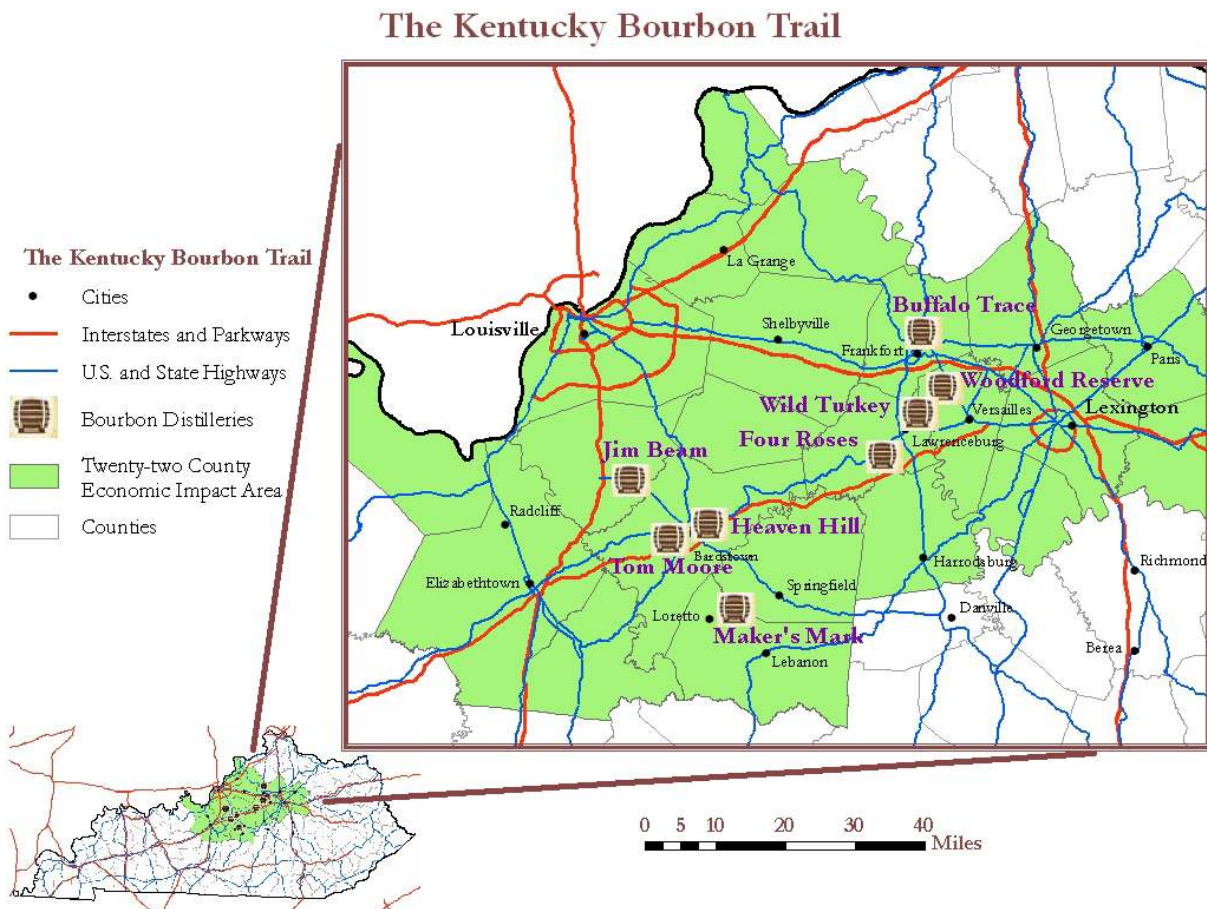 The Kentucky Bourbon Trail
The Kentucky Bourbon Trail
Cities
Interstates and Parkways
U.S. and State Highways
Bourbon Distilleries
Twenty-two County
Economic Impact Area
Counties
La Grange
Buffalo Trace
Louisville
Shelbyville
Frankfort
Georgetown
Paris
Woodford Reserve
Wild Turkey
Versailles
Lexington
Four Roses
Lawrenceburg
Jim Beam
Radcliff
Heaven Hill
Bardstown
Tom Moore
Harrodsburg
Richmond
Elizabethtown
Springfield
Loretto
Danville
Maker's Mark
Lebanon
Berea
0 5 10 20 30 40
Miles